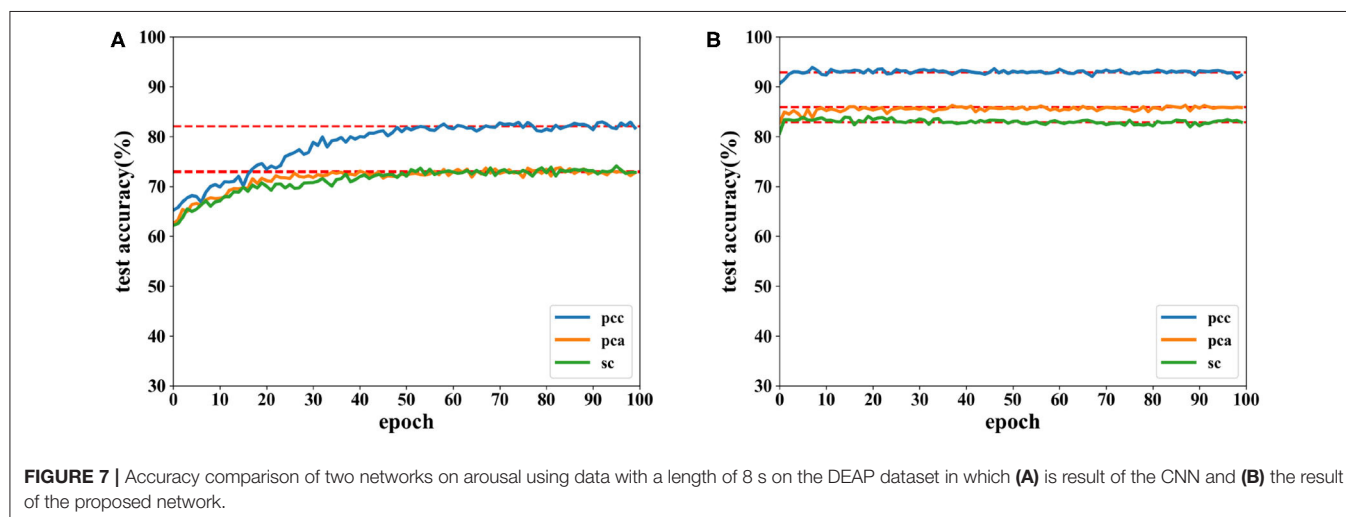 A
100
90
80
70
60
50
40
30
test accuracy(%)
0 10 20 30 40 50 60 70 80 90 100
epoch
pcc
pca
sc
B
100
90
80
70
60
50
40
30
test accuracy(%)
0 10 20 30 40 50 60 70 80 90 100
epoch
pcc
pca
sc
FIGURE 7 | Accuracy comparison of two networks on arousal using data with a length of 8 s on the DEAP dataset in which (A) is result of the CNN and (B) the result
of the proposed network.